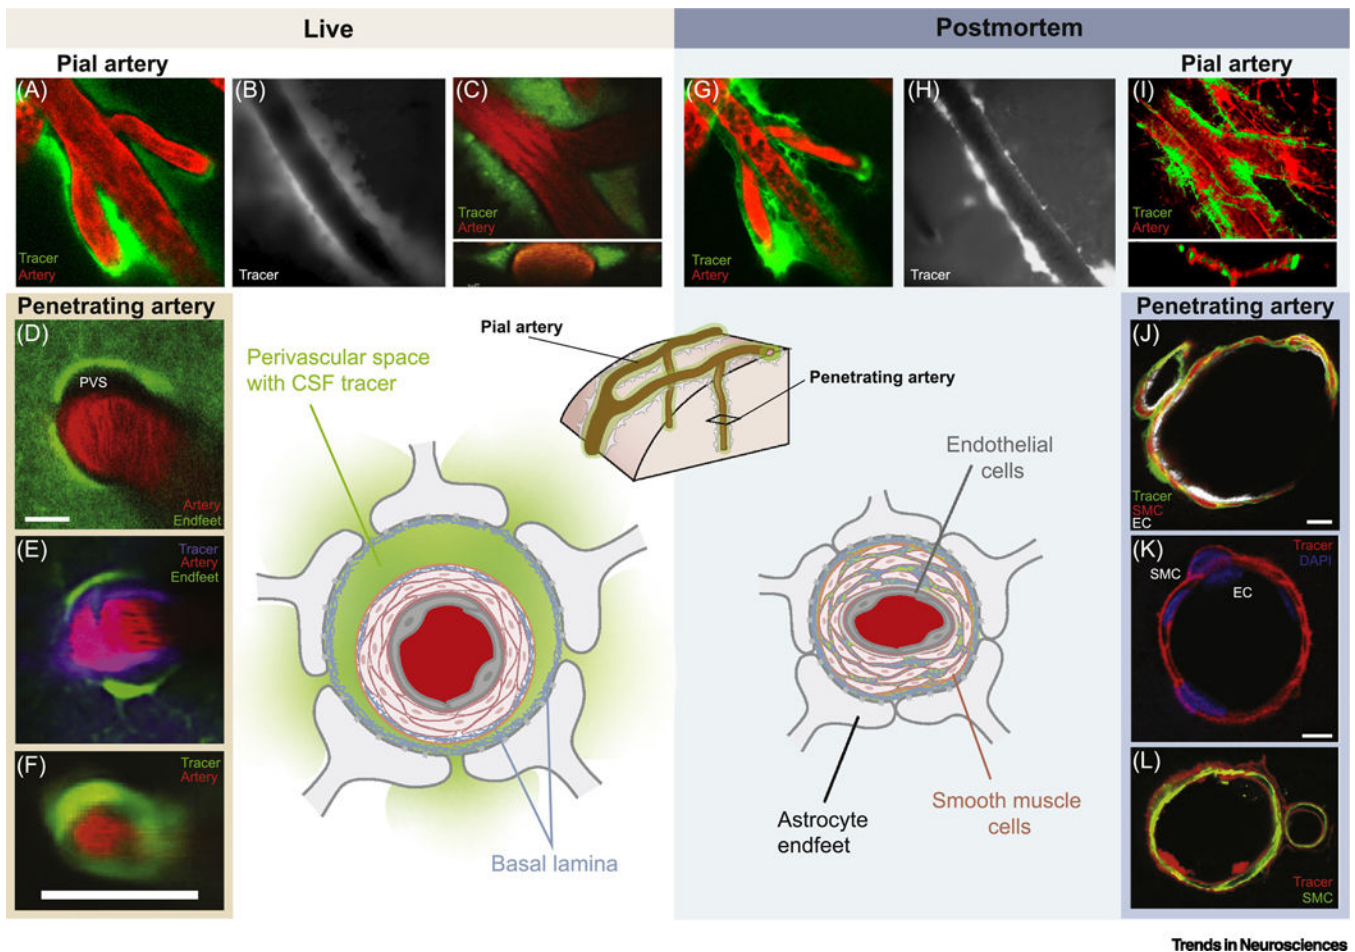 Live
Postmortem
Pial artery
(A)
Tracer
Artery
(B)
Tracer
(C)
Tracer
Artery
(G)
Tracer
Artery
(H)
Tracer
Pial artery
(I)
Tracer
Artery
Penetrating artery
(D)
PVS
Artery
Endfeet
(E)
Tracer
Artery
Endfeet
(F)
Tracer
Artery
Perivascular space
with CSF tracer
Pial artery
Penetrating artery
Endothelial
cells
Smooth muscle
cells
Astrocyte
endfeet
Basal lamina
Penetrating artery
(J)
Tracer
SMC
EC
(K)
Tracer
DAPI
SMC
EC
(L)
Tracer
SMC
Trends in Neurosciences